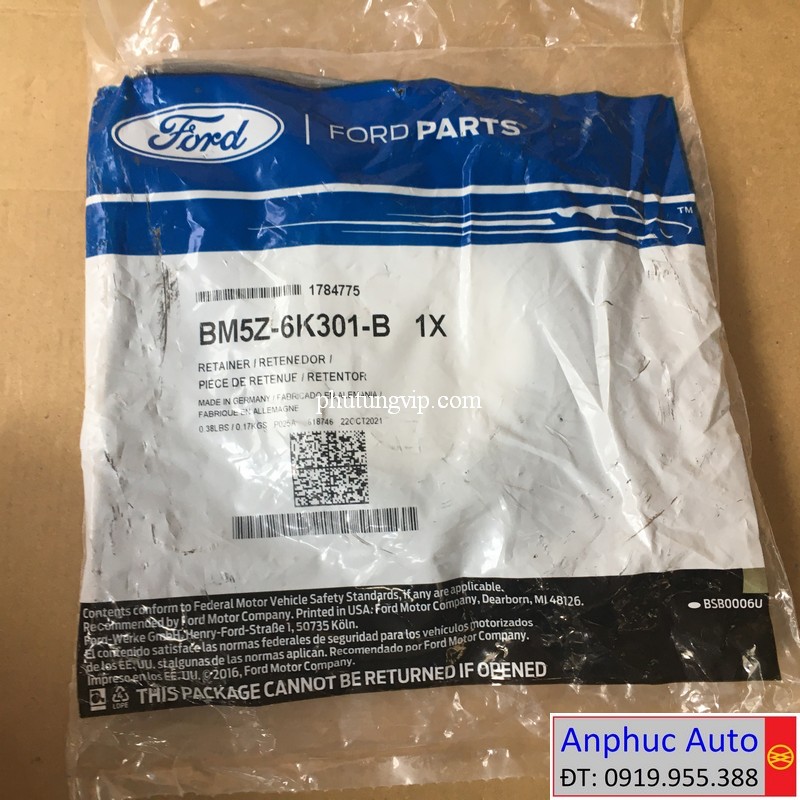 Ford | FORD PARTS
TM
1784775
BM5Z-6K301-B 1X
RETAINER / RETENEDOR /
PIÈCE DE RETENUE / RETENTOR
MADE IN GERMANY / FABRICADO EN ALEMANIA /
phutungvip.com
FABRIQUE EN ALLEMAGNE
0.38LBS / 0.17KGS 618746 22OCT2021
Contents conform to Federal Motor Vehicle Safety Standards, if any are applicable.
Recommended by Ford Motor Company. Printed in USA: Ford Motor Company, Dearborn, MI 48126.
Ford-Werke GmbH, Henry-Ford-Straße 1, 50735 Köln.
El contenido satisface las normas federales de seguridad para los vehículos motorizados
de los EE.UU. si algunas de las normas aplican. Recomendado por Ford Motor Company.
Impreso en los EE.UU. ©2016, Ford Motor Company.
BSB0006U
LDPE
THIS PACKAGE CANNOT BE RETURNED IF OPENED
Anphuc Auto
ĐT: 0919.955.388